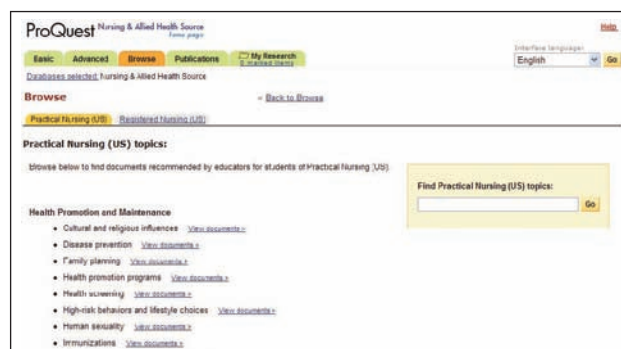 ProQuest Nursing & Allied Health Source
home page
Help
Basic Advanced Browse Publications My Research
0 marked items
Interface language:
English Go
Databases selected: Nursing & Allied Health Source
Browse
« Back to Browse
Practical Nursing (US) Registered Nursing (US)
Practical Nursing (US) topics:
Browse below to find documents recommended by educators for students of Practical Nursing (US)
Find Practical Nursing (US) topics:
Go
Health Promotion and Maintenance
• Cultural and religious influences View documents »
• Disease prevention View documents »
• Family planning View documents »
• Health promotion programs View documents »
• Health screening View documents »
• High-risk behaviors and lifestyle choices View documents »
• Human sexuality View documents »
• Immunizations View documents »